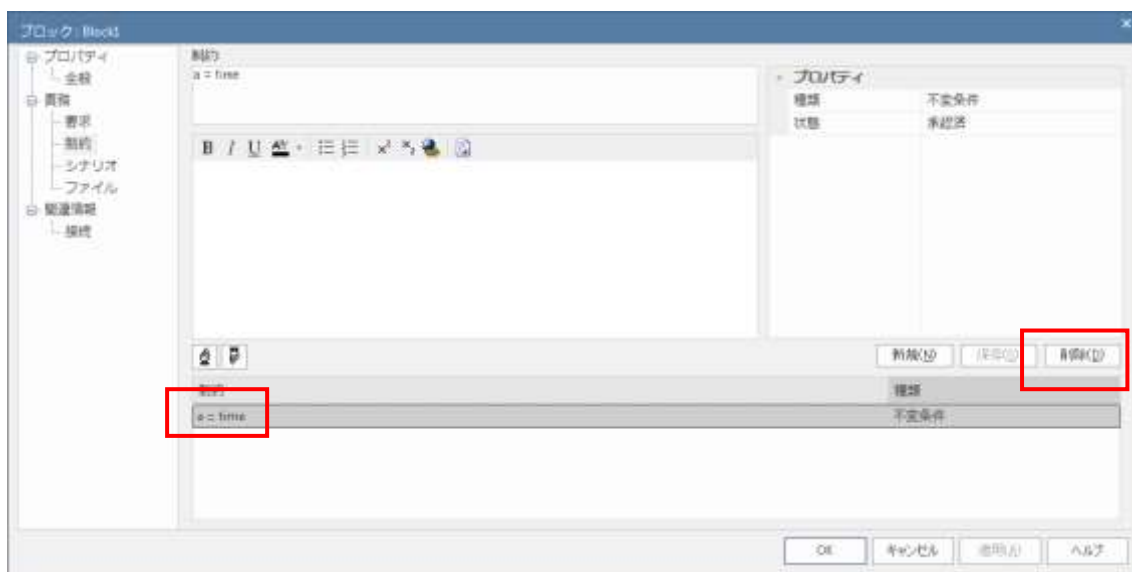 ブロック : Block1
プロパティ
全般
責務
要求
制約
シナリオ
ファイル
関連情報
接続
制約
a = time
プロパティ
種類 不変条件
状態 承認済
B I U
新規(N) 保存(S) 削除(D)
制約 種類
a = time 不変条件
OK キャンセル 適用(A) ヘルプ